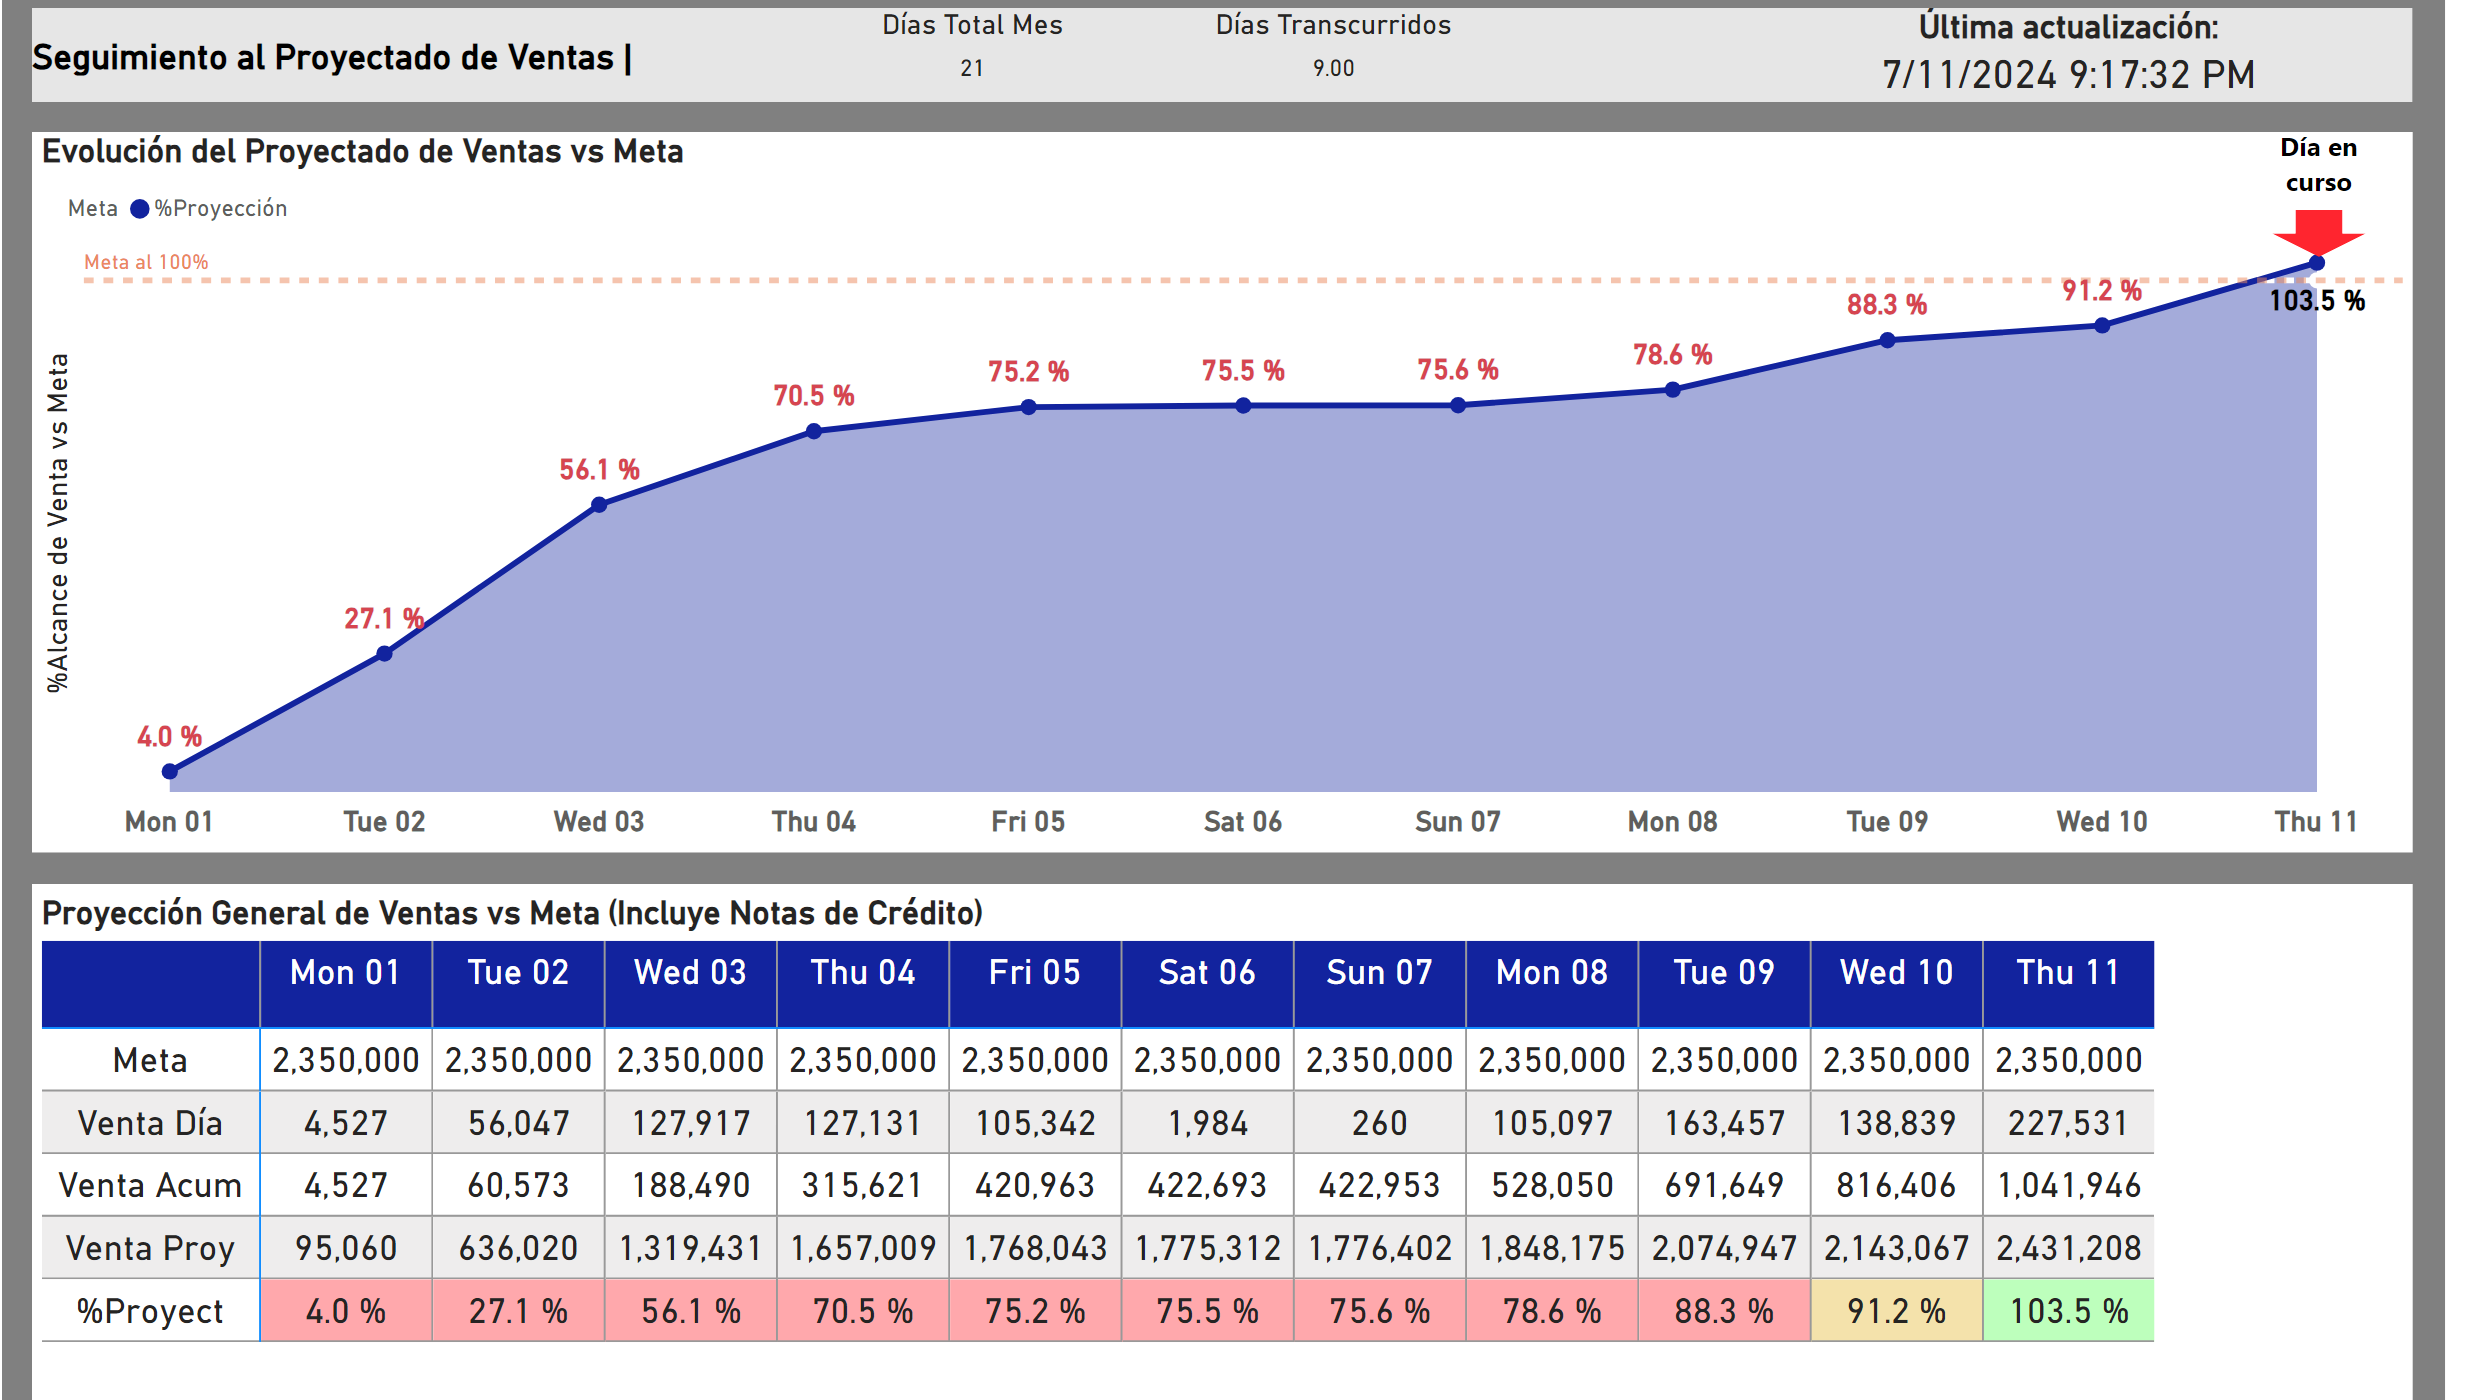 Seguimiento al Proyectado de Ventas |
Días Total Mes
21
Días Transcurridos
9.00
Última actualización:
7/11/2024 9:17:32 PM
Evolución del Proyectado de Ventas vs Meta
Día en
curso
Meta %Proyección
Meta al 100%
%Alcance de Venta vs Meta
4.0 %
27.1 %
56.1 %
70.5 %
75.2 %
75.5 %
75.6 %
78.6 %
88.3 %
91.2 %
103.5 %
Mon 01 Tue 02 Wed 03 Thu 04 Fri 05 Sat 06 Sun 07 Mon 08 Tue 09 Wed 10 Thu 11
Proyección General de Ventas vs Meta (Incluye Notas de Crédito)
Mon 01 Tue 02 Wed 03 Thu 04 Fri 05 Sat 06 Sun 07 Mon 08 Tue 09 Wed 10 Thu 11
Meta 2,350,000 2,350,000 2,350,000 2,350,000 2,350,000 2,350,000 2,350,000 2,350,000 2,350,000 2,350,000 2,350,000
Venta Día 4,527 56,047 127,917 127,131 105,342 1,984 260 105,097 163,457 138,839 227,531
Venta Acum 4,527 60,573 188,490 315,621 420,963 422,693 422,953 528,050 691,649 816,406 1,041,946
Venta Proy 95,060 636,020 1,319,431 1,657,009 1,768,043 1,775,312 1,776,402 1,848,175 2,074,947 2,143,067 2,431,208
%Proyect 4.0 % 27.1 % 56.1 % 70.5 % 75.2 % 75.5 % 75.6 % 78.6 % 88.3 % 91.2 % 103.5 %